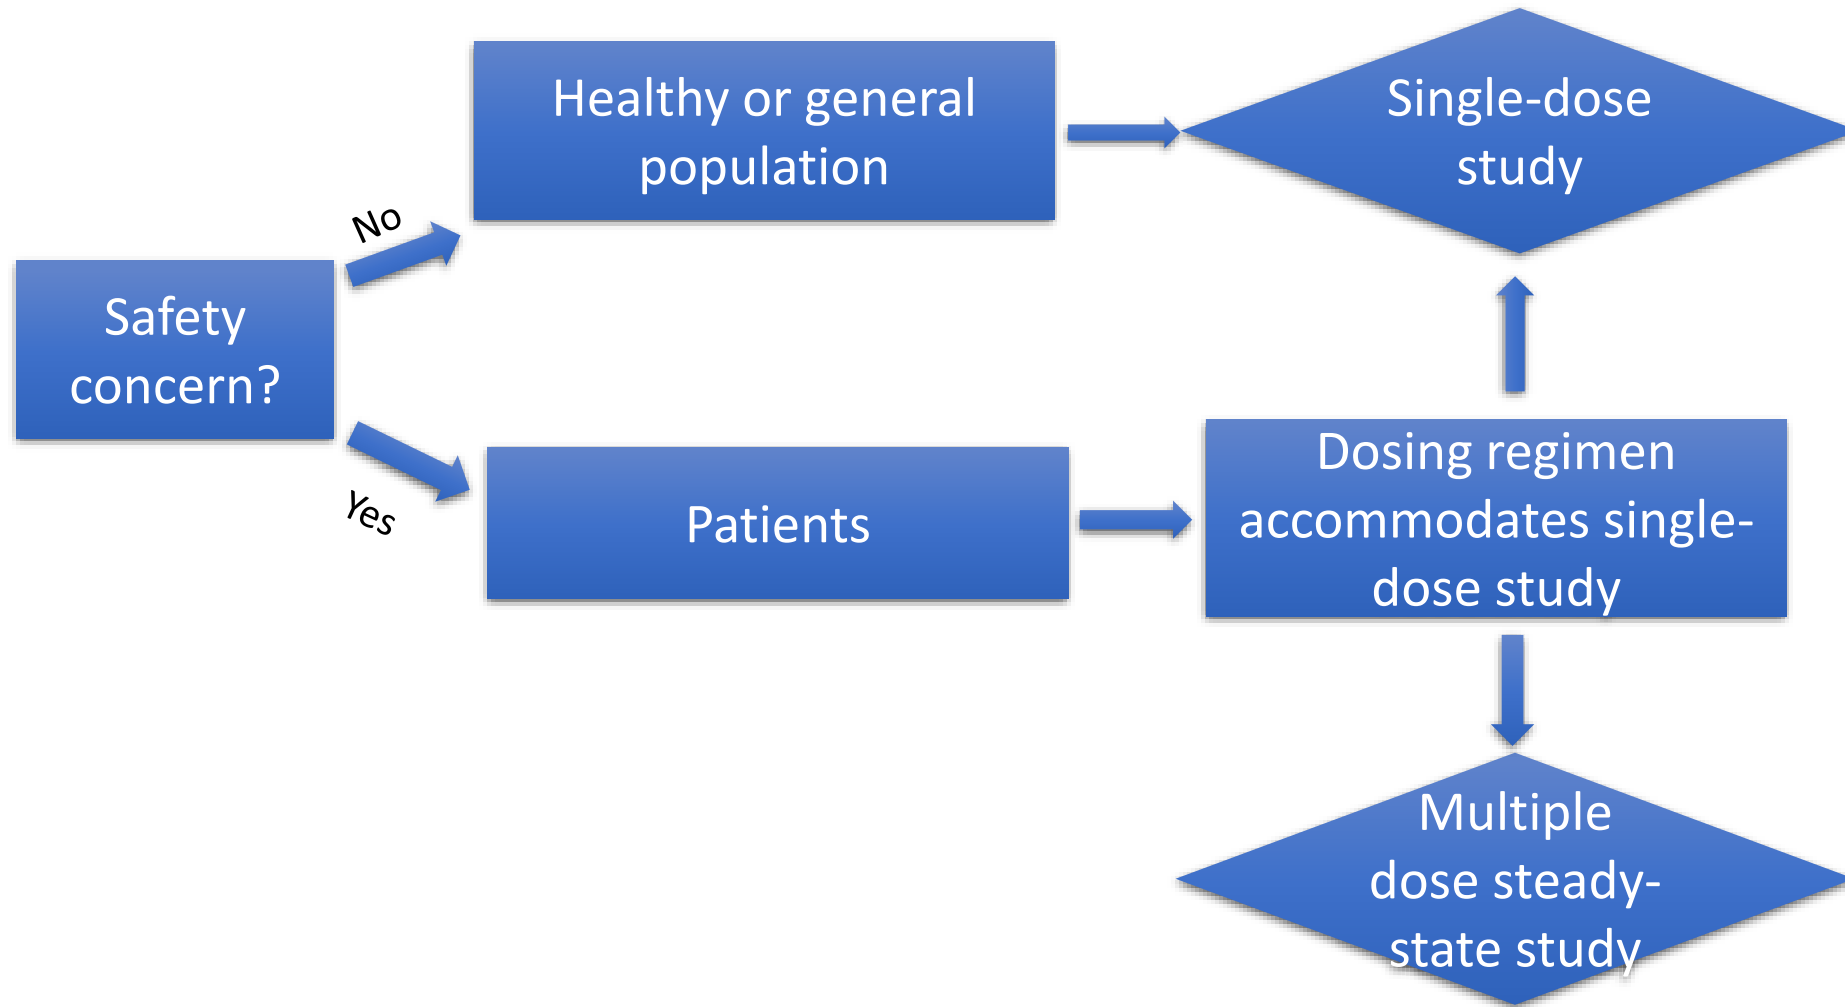 Safety
concern?
No
Yes
Healthy or general
population
Single-dose
study
Patients
Dosing regimen
accommodates single-
dose study
Multiple
dose steady-
state study